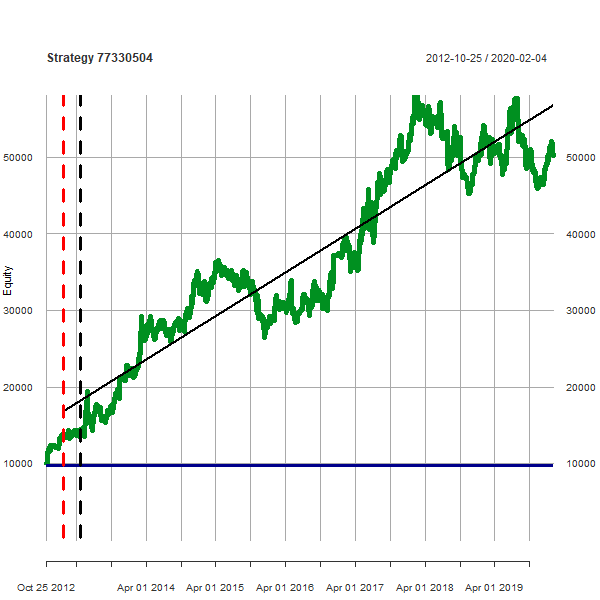 Strategy 77330504
2012-10-25 / 2020-02-04
50000
50000
40000
40000
Equity
30000
30000
20000
20000
10000
10000
Oct 25 2012
Apr 01 2014
Apr 01 2015
Apr 01 2016
Apr 01 2017
Apr 01 2018
Apr 01 2019